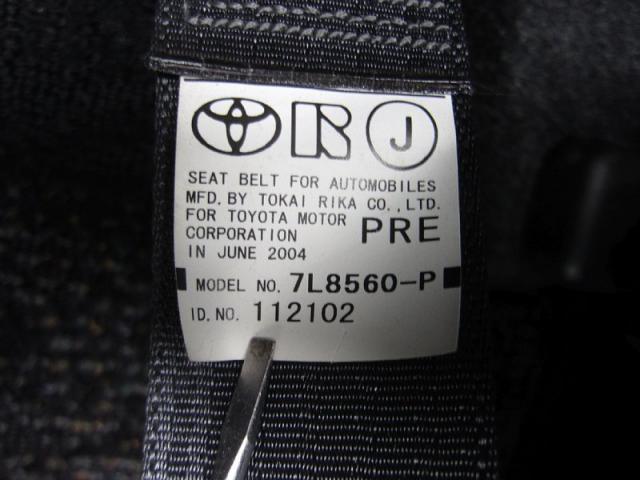 R J
SEAT BELT FOR AUTOMOBILES
MFD. BY TOKAI RIKA CO., LTD.
FOR TOYOTA MOTOR
CORPORATION PRE
IN JUNE 2004
MODEL NO. 7L8560-P
ID. NO. 112102